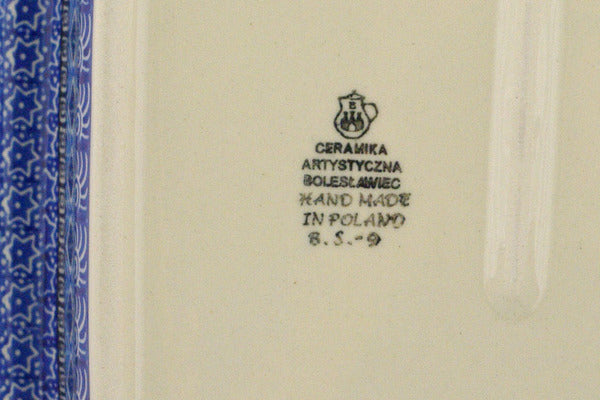 B
CERAMIKA
ARTYSTYCZNA
BOLESŁAWIEC
HAND MADE
IN POLAND
B.S.-9